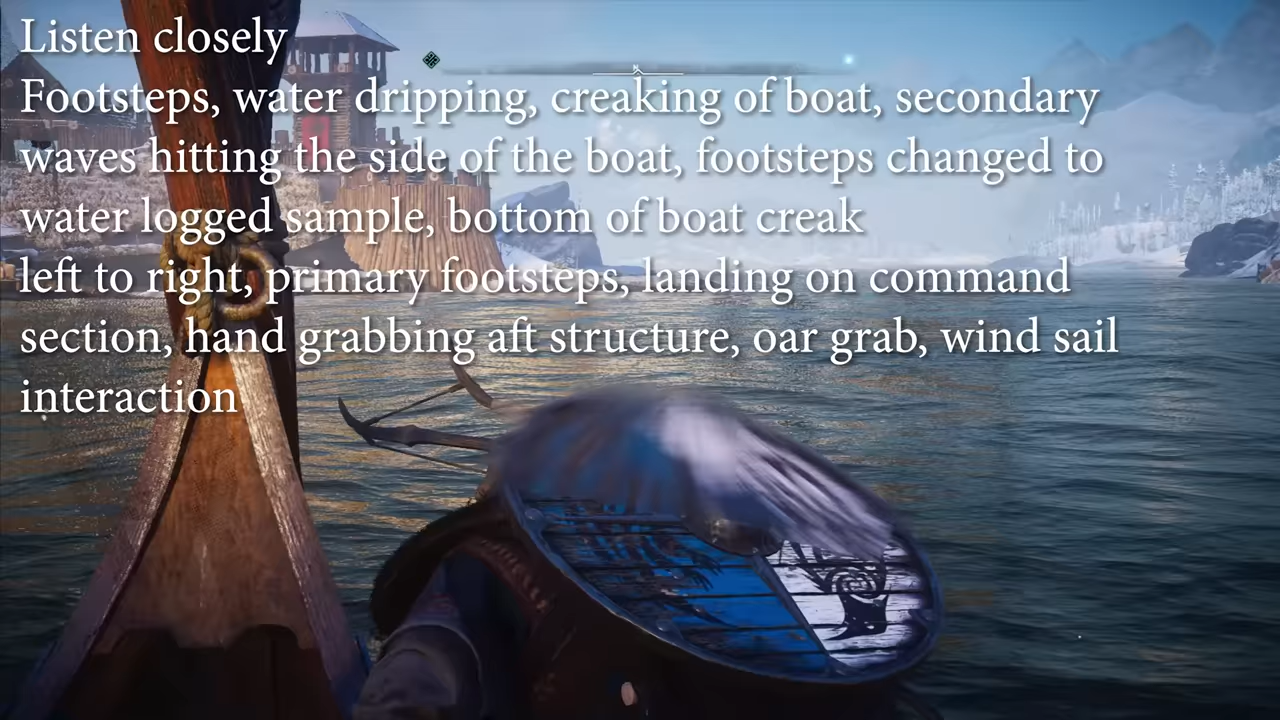 Listen closely
Footsteps, water dripping, creaking of boat, secondary
waves hitting the side of the boat, footsteps changed to
water logged sample, bottom of boat creak
left to right, primary footsteps, landing on command
section, hand grabbing aft structure, oar grab, wind sail
interaction